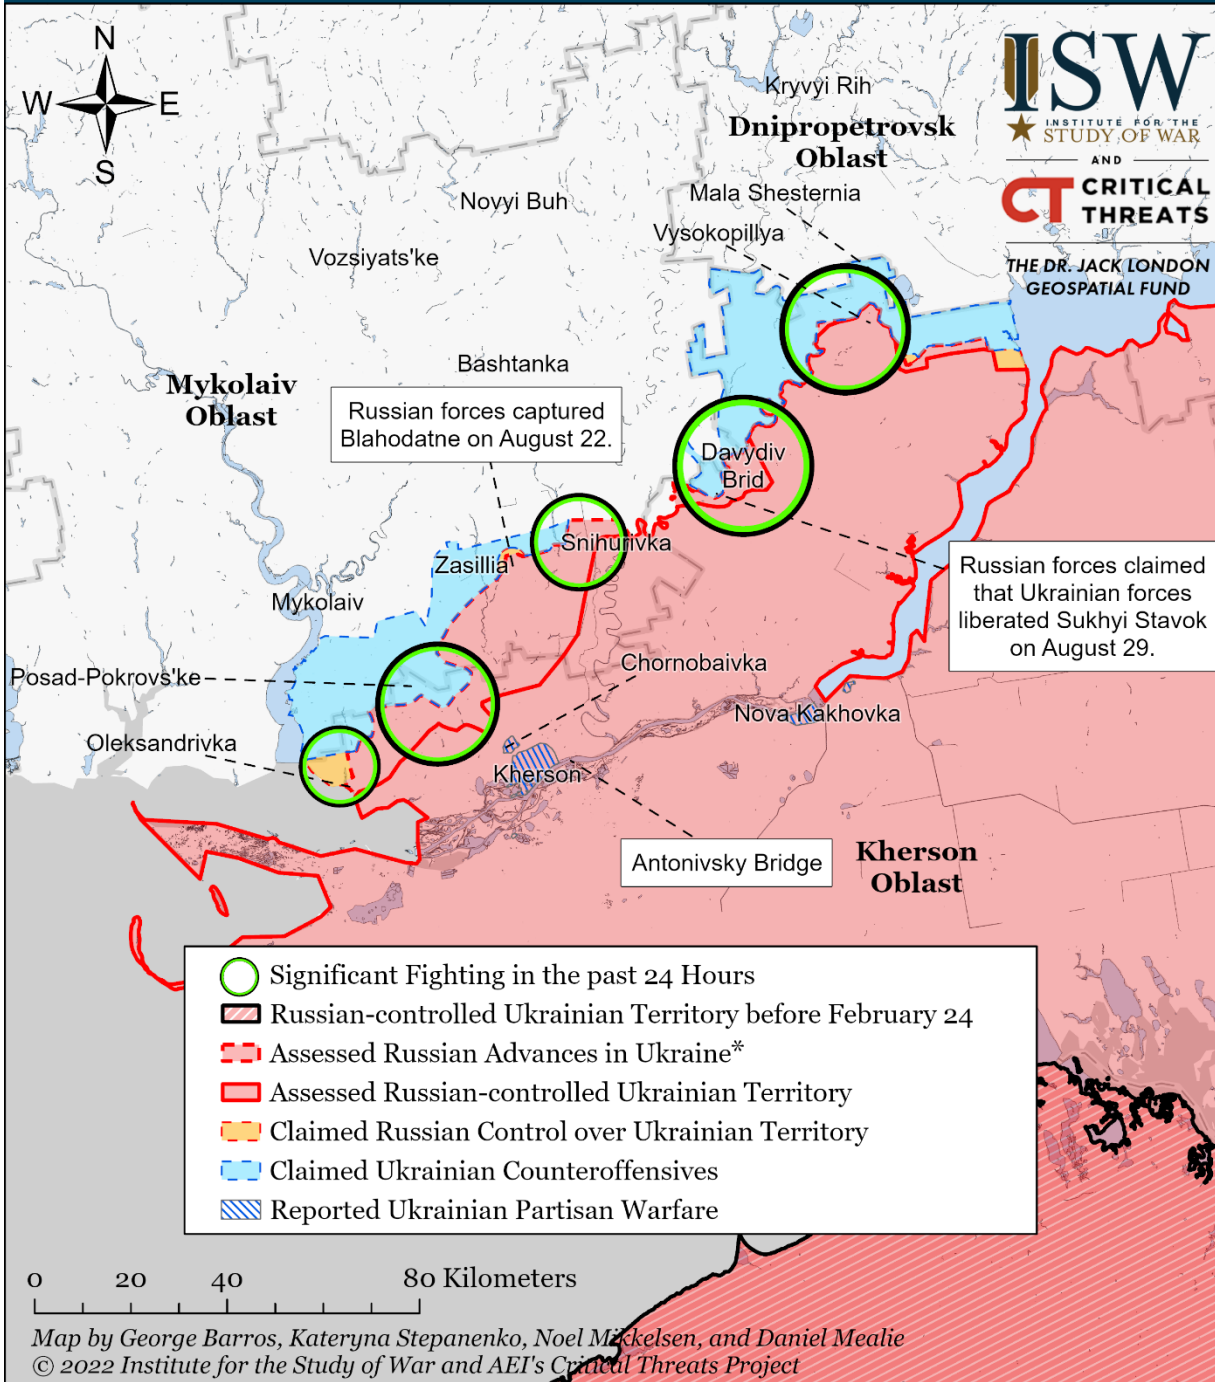 N
W
E
S
ISW
INSTITUTE FOR THE
STUDY OF WAR
AND
CT CRITICAL
THREATS
THE DR. JACK LONDON
GEOSPATIAL FUND
Kryvyi Rih
Dnipropetrovsk
Oblast
Mala Shesternia
Novyi Buh
Vysokopillya
Vozsiyats'ke
Bashtanka
Mykolaiv
Oblast
Russian forces captured
Blahodatne on August 22.
Davydiv
Brid
Snihurivka
Zasillia
Mykolaiv
Russian forces claimed
that Ukrainian forces
liberated Sukhyi Stavok
on August 29.
Chornobaivka
Posad-Pokrovs'ke
Nova Kakhovka
Oleksandrivka
Kherson
Antonivsky Bridge
Kherson
Oblast
Significant Fighting in the past 24 Hours
Russian-controlled Ukrainian Territory before February 24
Assessed Russian Advances in Ukraine*
Assessed Russian-controlled Ukrainian Territory
Claimed Russian Control over Ukrainian Territory
Claimed Ukrainian Counteroffensives
Reported Ukrainian Partisan Warfare
0 20 40 80 Kilometers
Map by George Barros, Kateryna Stepanenko, Noel Mikkelsen, and Daniel Mealie
© 2022 Institute for the Study of War and AEI's Critical Threats Project